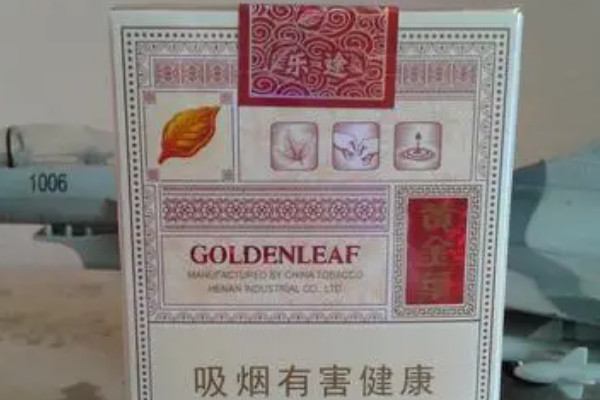 乐途
1006
GOLDENLEAF
MANUFACTURED BY CHINA TOBACCO
HENAN INDUSTRIAL CO., LTD
黄金叶
吸烟有害健康